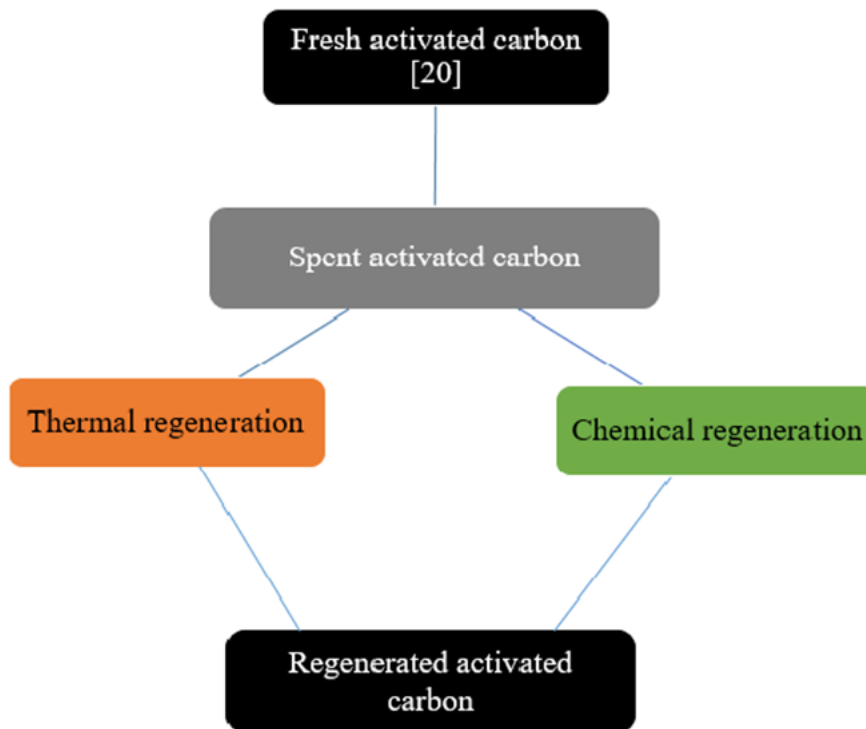 Fresh activated carbon
[20]
Spent activated carbon
Thermal regeneration
Chemical regeneration
Regenerated activated
carbon